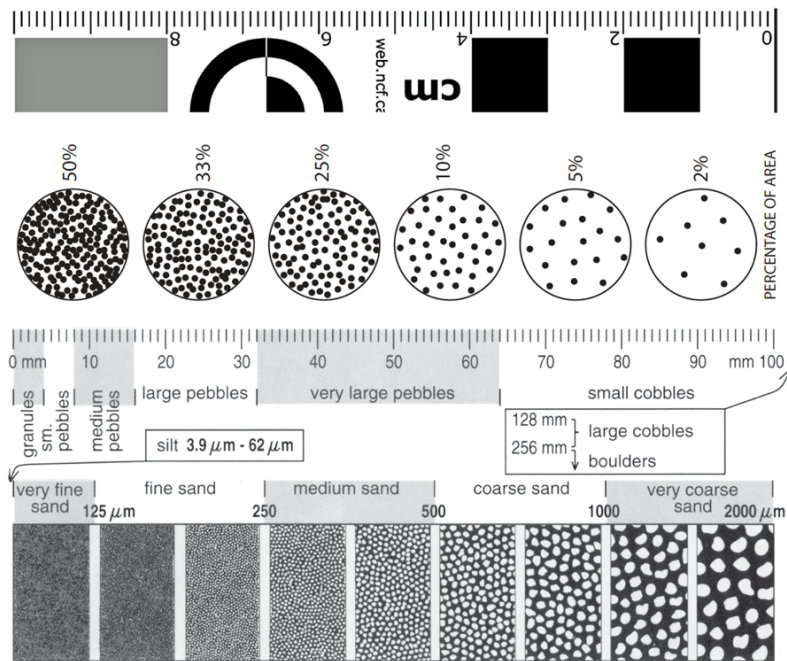 8 6 4 2 0
web.ncf.ca
cm
50% 33% 25% 10% 5% 2%
PERCENTAGE OF AREA
0 mm 10 20 30 40 50 60 70 80 90 mm 100
granules
sm. pebbles
medium pebbles
large pebbles
very large pebbles
small cobbles
128 mm
large cobbles
256 mm
boulders
silt 3.9 µm - 62 µm
very fine sand
fine sand
medium sand
coarse sand
very coarse sand
125 µm 250 500 1000 2000 µm